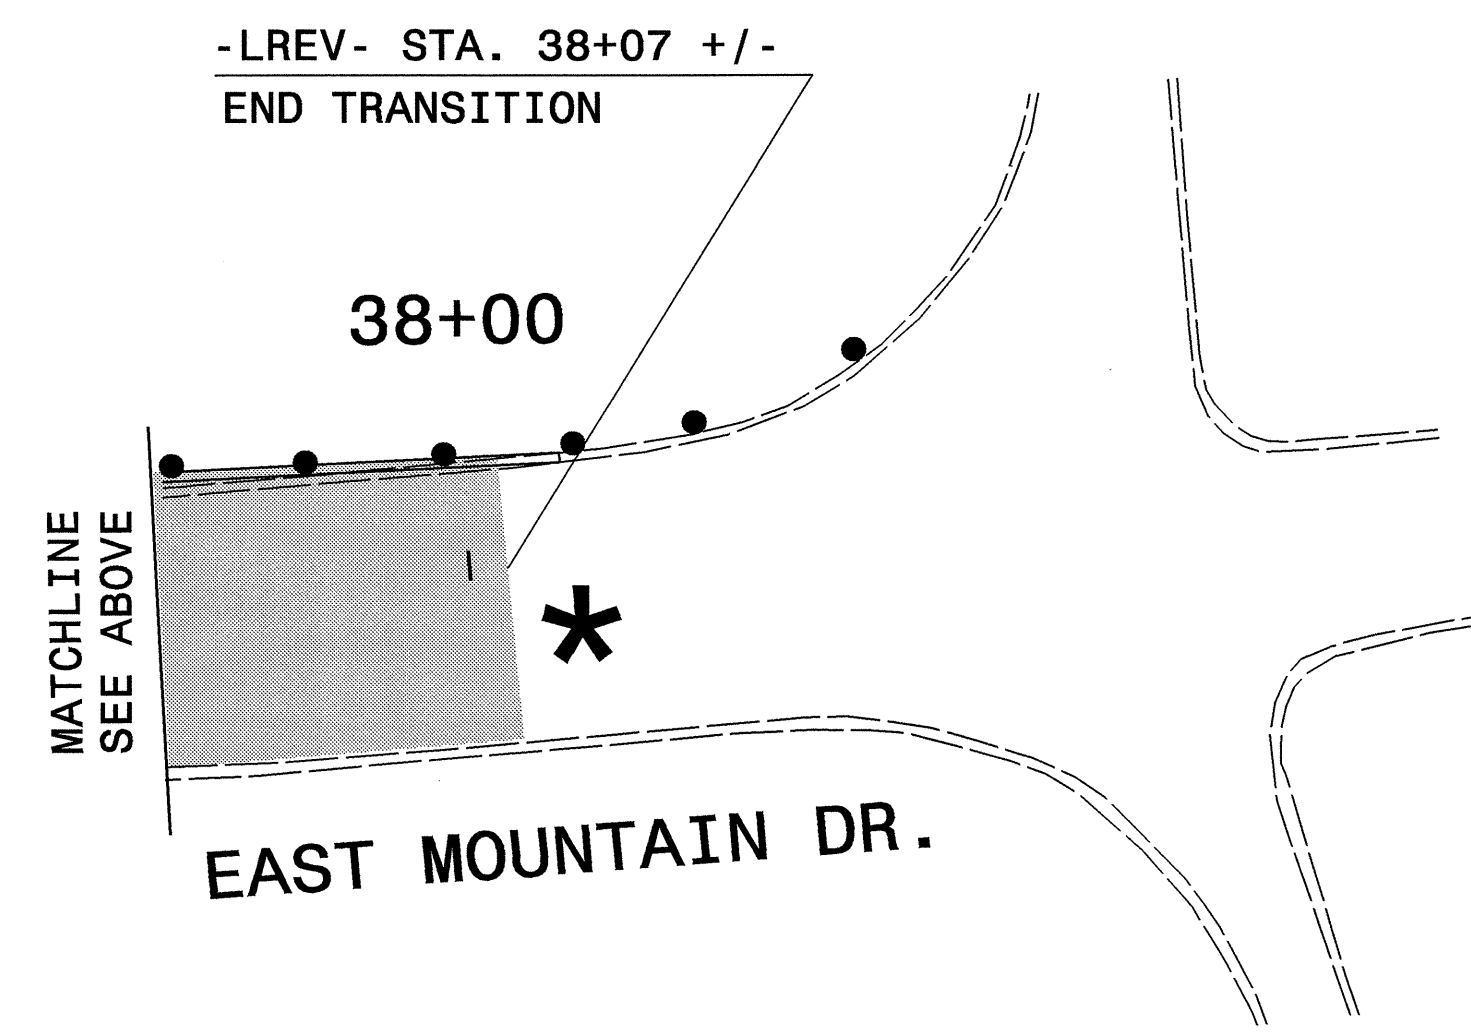 -LREV- STA. 38+07 +/-
END TRANSITION
38+00
MATCHLINE
SEE ABOVE
*
EAST MOUNTAIN DR.